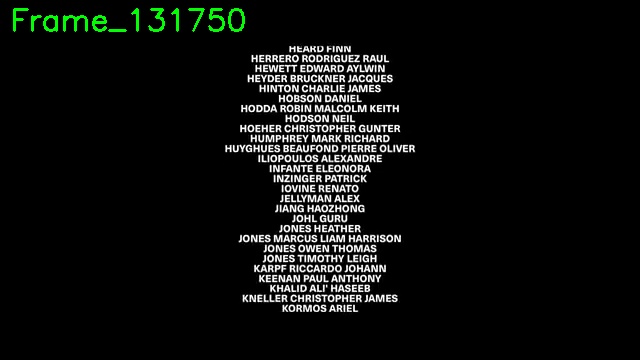 Frame_131750
HEARD FINN
HERRERO RODRIGUEZ RAUL
HEWETT EDWARD AYLWIN
HEYDER BRUCKNER JACQUES
HINTON CHARLIE JAMES
HOBSON DANIEL
HODDA ROBIN MALCOLM KEITH
HODSON NEIL
HOEHER CHRISTOPHER GUNTER
HUMPHREY MARK RICHARD
HUYGHUES BEAUFOND PIERRE OLIVER
ILIOPOULOS ALEXANDRE
INFANTE ELEONORA
INZINGER PATRICK
IOVINE RENATO
JELLYMAN ALEX
JIANG HAOZHONG
JOHL GURU
JONES HEATHER
JONES MARCUS LIAM HARRISON
JONES OWEN THOMAS
JONES TIMOTHY LEIGH
KARPF RICCARDO JOHANN
KEENAN PAUL ANTHONY
KHALID ALI' HASEEB
KNELLER CHRISTOPHER JAMES
KORMOS ARIEL